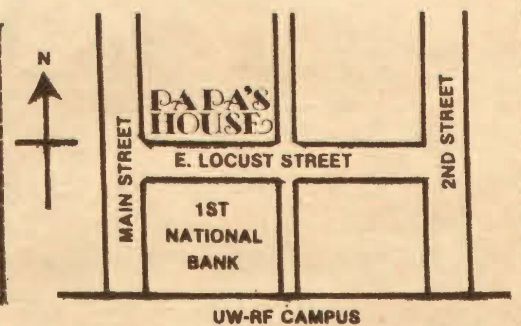 N
PAPA'S
HOUSE
E. LOCUST STREET
MAIN STREET
2ND STREET
1ST
NATIONAL
BANK
UW-RF CAMPUS